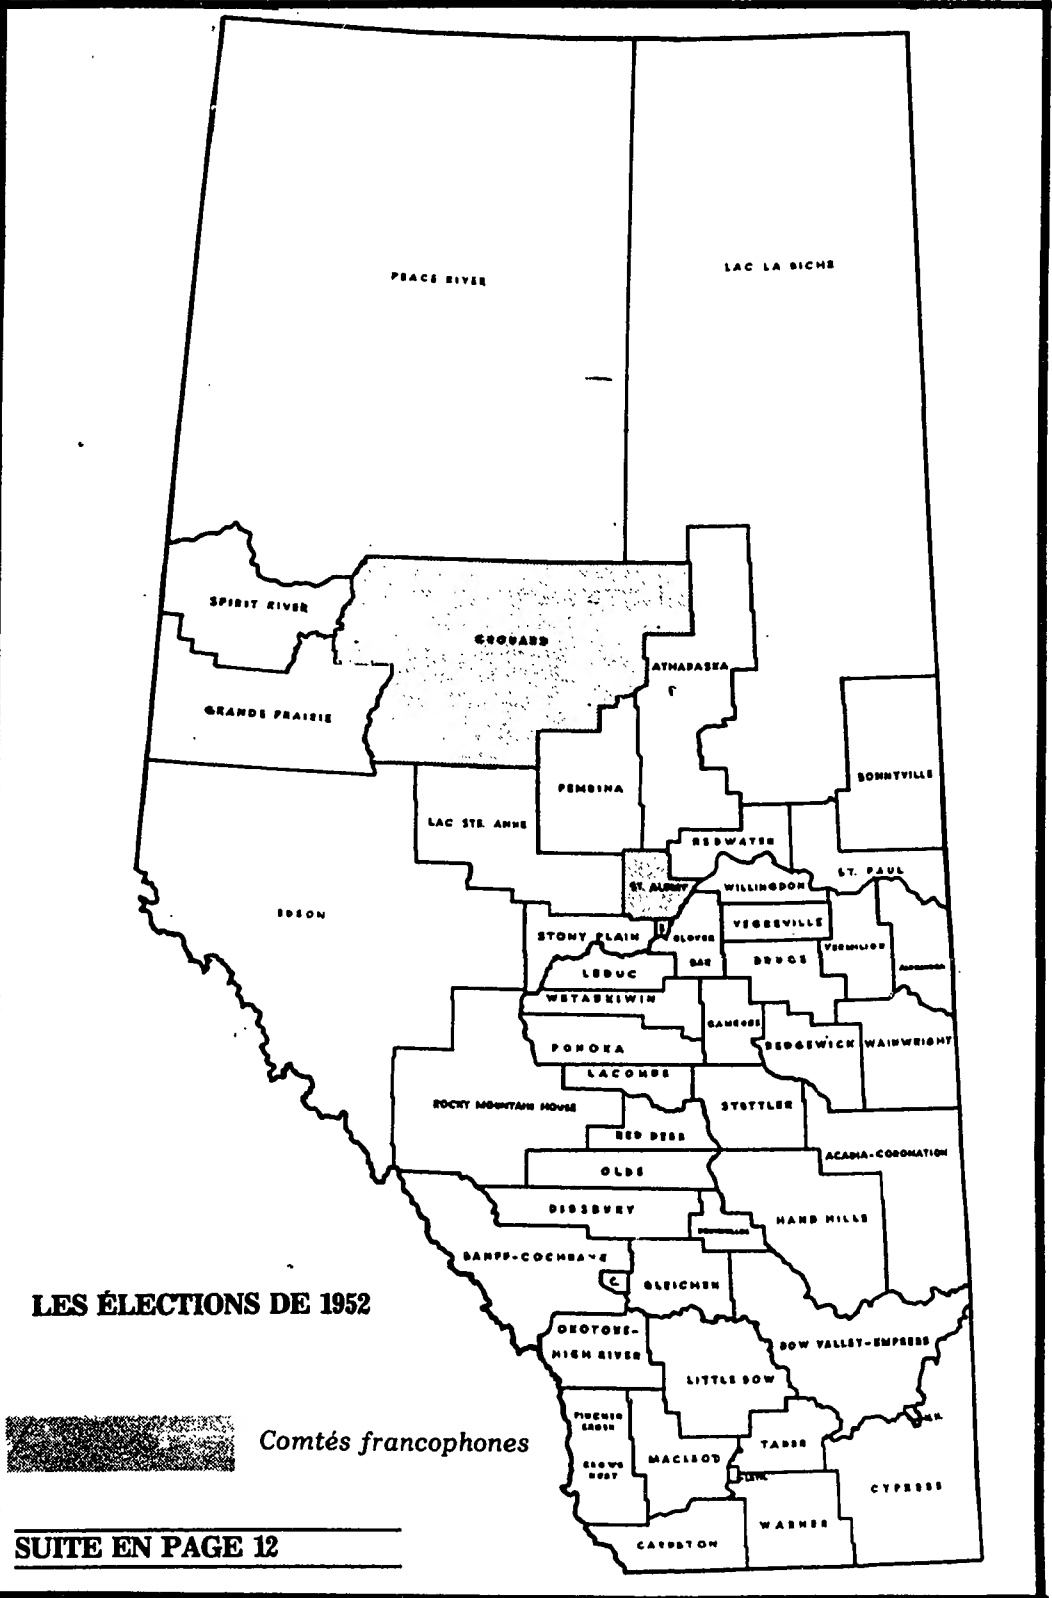 PEACE RIVER
LAC LA BICHE
SPIRIT RIVER
GROUARD
ATHABASKA
GRANDE PRAIRIE
PEMBINA
BONNYVILLE
LAC STE. ANNE
REDWATER
ST. PAUL
ST. ALBERT
WILLINGDON
EDSON
VEGREVILLE
STONY PLAIN
CLOVER
BAR
VERMILION
BRUCE
LEDUC
WETASKIWIN
CAMROSE
PONOKA
SEDGEWICK
WAINWRIGHT
LACOMBE
ROCKY MOUNTAIN HOUSE
STETTLER
RED DEER
ACADIA-CORONATION
OLDS
DIDSBURY
HAND HILLS
DRUMHELLER
BANFF-COCHRANE
C.
GLEICHEN
LES ÉLECTIONS DE 1952
OKOTOKS-
HIGH RIVER
BOW VALLEY-EMPRESS
LITTLE BOW
PINCHER
CREEK
CROWS
NEST
M.H.
Comtés francophones
TABER
MACLEOD
LETH.
CYPRESS
WARNER
CARDSTON
SUITE EN PAGE 12